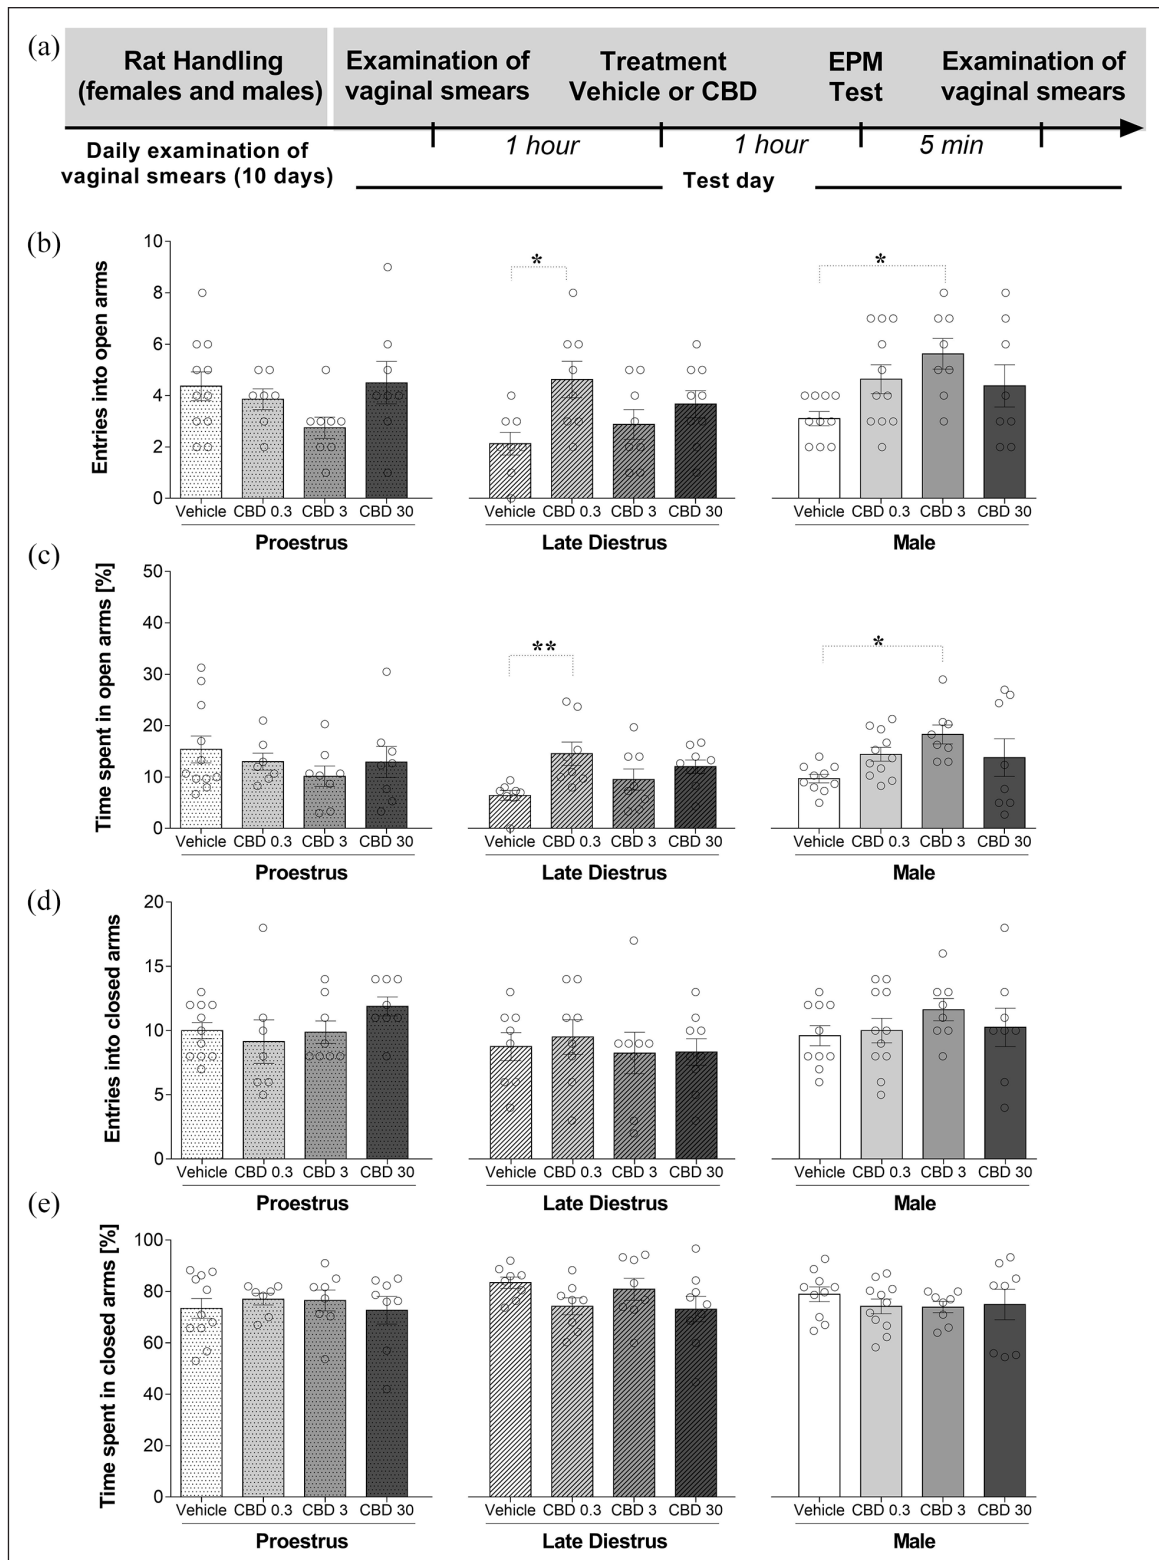 (a)
Rat Handling
(females and males)
Examination of
vaginal smears
Treatment
Vehicle or CBD
EPM
Test
Examination of
vaginal smears
1 hour
1 hour
5 min
Daily examination of
vaginal smears (10 days)
Test day
(b)
Entries into open arms
10
8
6
4
2
0
*
*
Vehicle CBD 0.3 CBD 3 CBD 30
Vehicle CBD 0.3 CBD 3 CBD 30
Vehicle CBD 0.3 CBD 3 CBD 30
Proestrus
Late Diestrus
Male
(c)
Time spent in open arms [%]
50
40
30
20
10
0
**
*
Vehicle CBD 0.3 CBD 3 CBD 30
Vehicle CBD 0.3 CBD 3 CBD 30
Vehicle CBD 0.3 CBD 3 CBD 30
Proestrus
Late Diestrus
Male
(d)
Entries into closed arms
20
15
10
5
0
Vehicle CBD 0.3 CBD 3 CBD 30
Vehicle CBD 0.3 CBD 3 CBD 30
Vehicle CBD 0.3 CBD 3 CBD 30
Proestrus
Late Diestrus
Male
(e)
Time spent in closed arms [%]
100
80
60
40
20
0
Vehicle CBD 0.3 CBD 3 CBD 30
Vehicle CBD 0.3 CBD 3 CBD 30
Vehicle CBD 0.3 CBD 3 CBD 30
Proestrus
Late Diestrus
Male